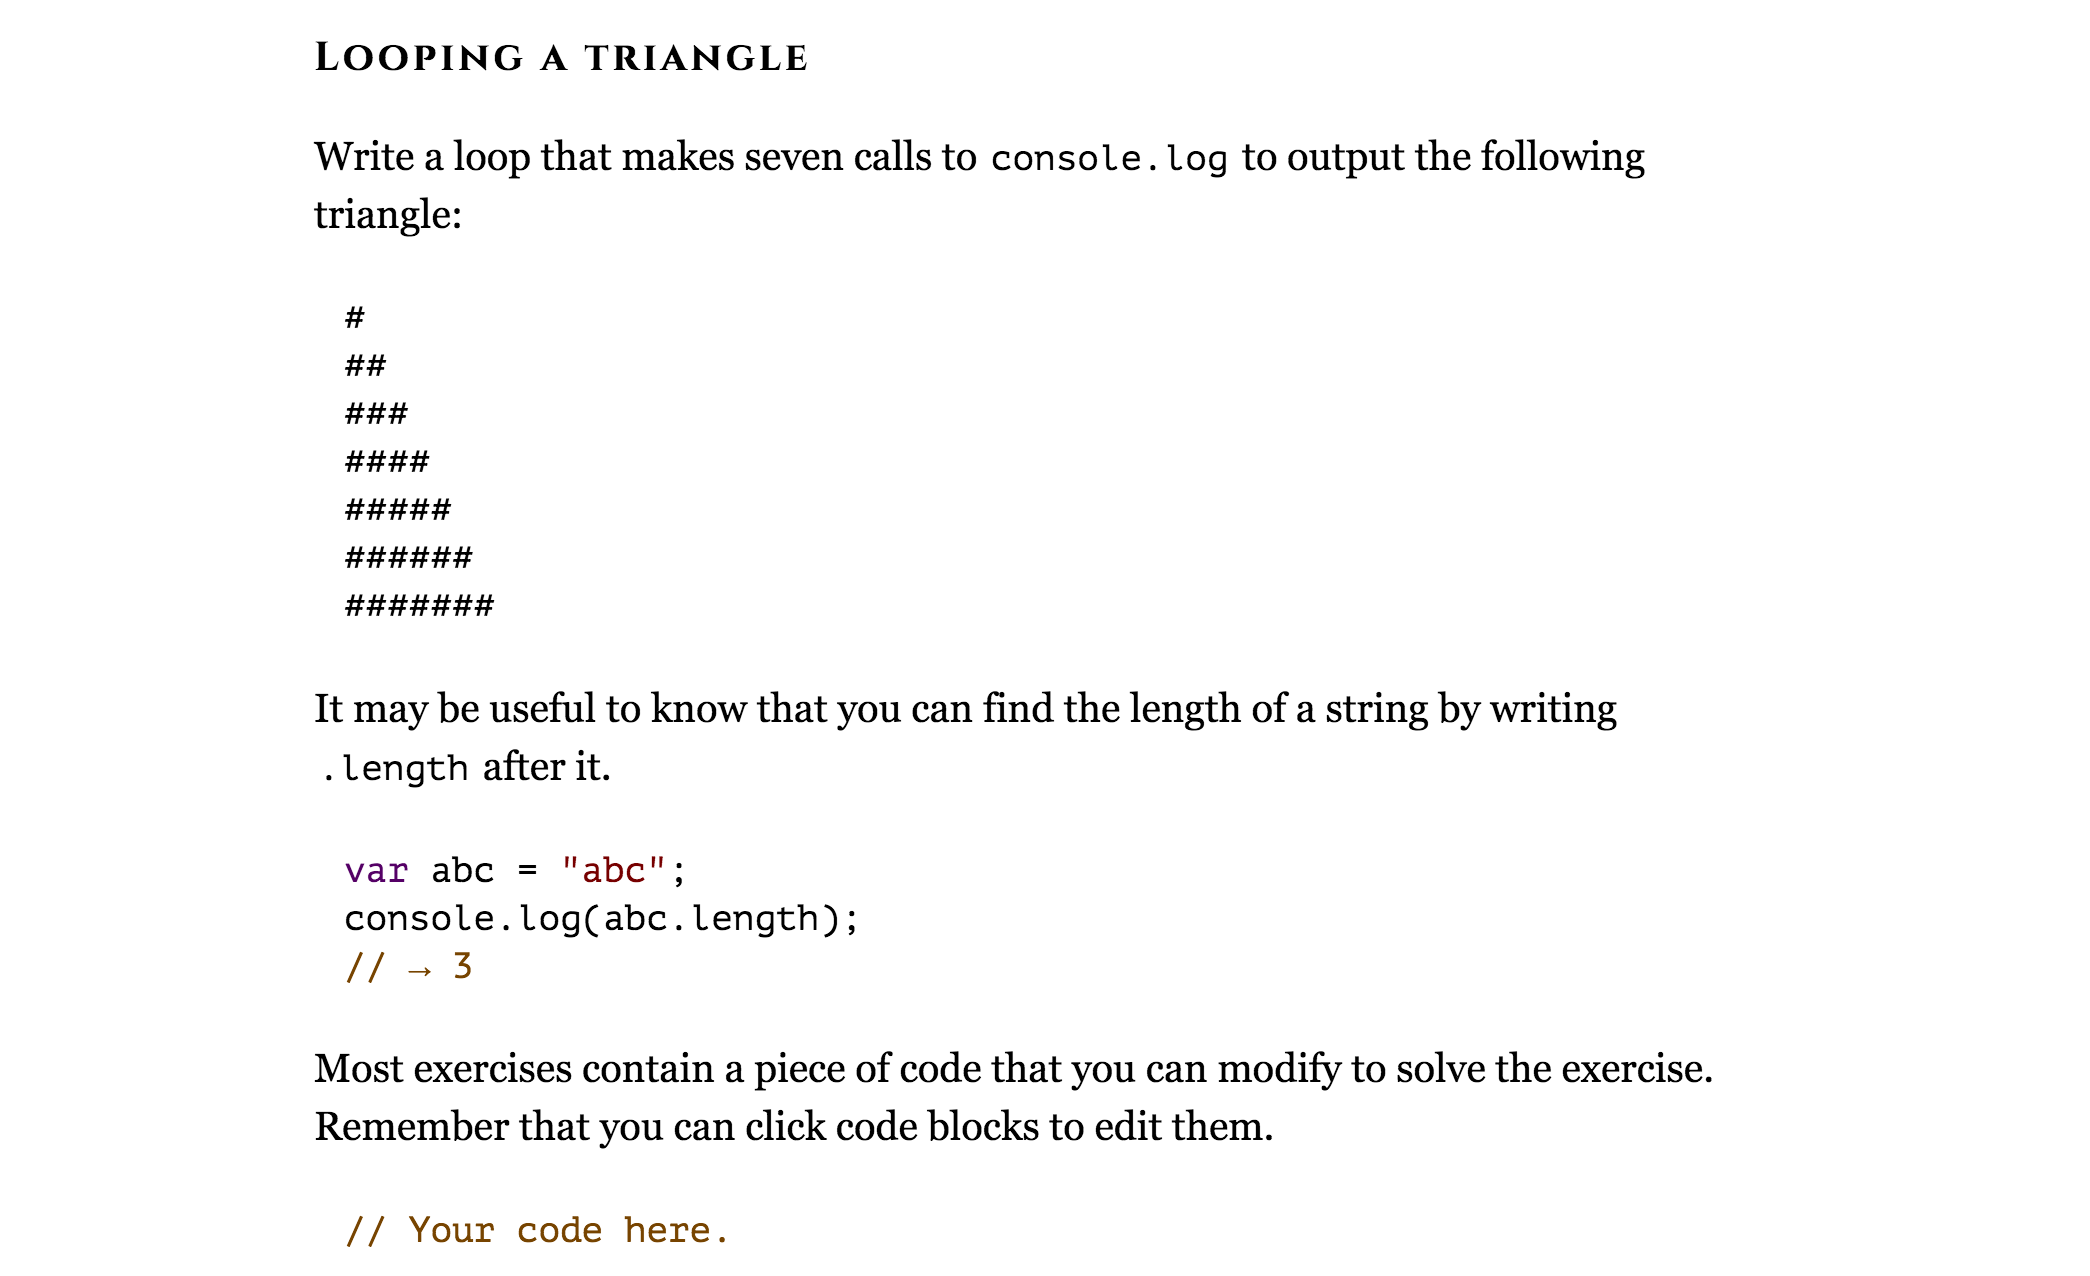 LOOPING A TRIANGLE
Write a loop that makes seven calls to console.log to output the following
triangle:
#
##
###
####
#####
######
#######
It may be useful to know that you can find the length of a string by writing
.length after it.
var abc = "abc";
console.log(abc.length);
// → 3
Most exercises contain a piece of code that you can modify to solve the exercise.
Remember that you can click code blocks to edit them.
// Your code here.